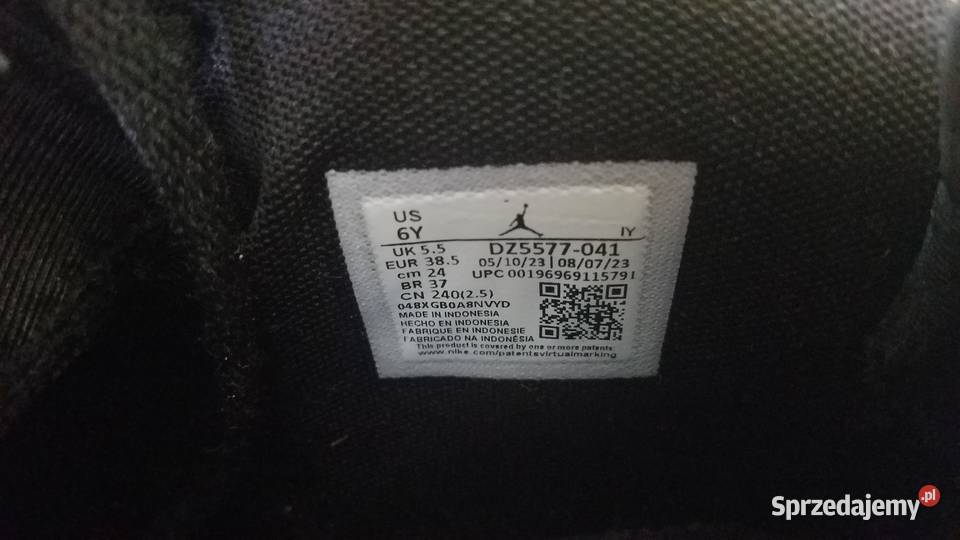 US
6Y
IY
UK 5.5
DZ5577-041
EUR 38.5
05/10/23 | 08/07/23
cm 24
UPC 00196969115791
BR 37
CN 240(2.5)
048XGB0A8NVYD
MADE IN INDONESIA
HECHO EN INDONESIA
FABRIQUE EN INDONESIE
FABRICADO NA INDONÉSIA
This product is covered by one or more patents:
www.nike.com/patentsvirtualmarking
Sprzedajemy.pl